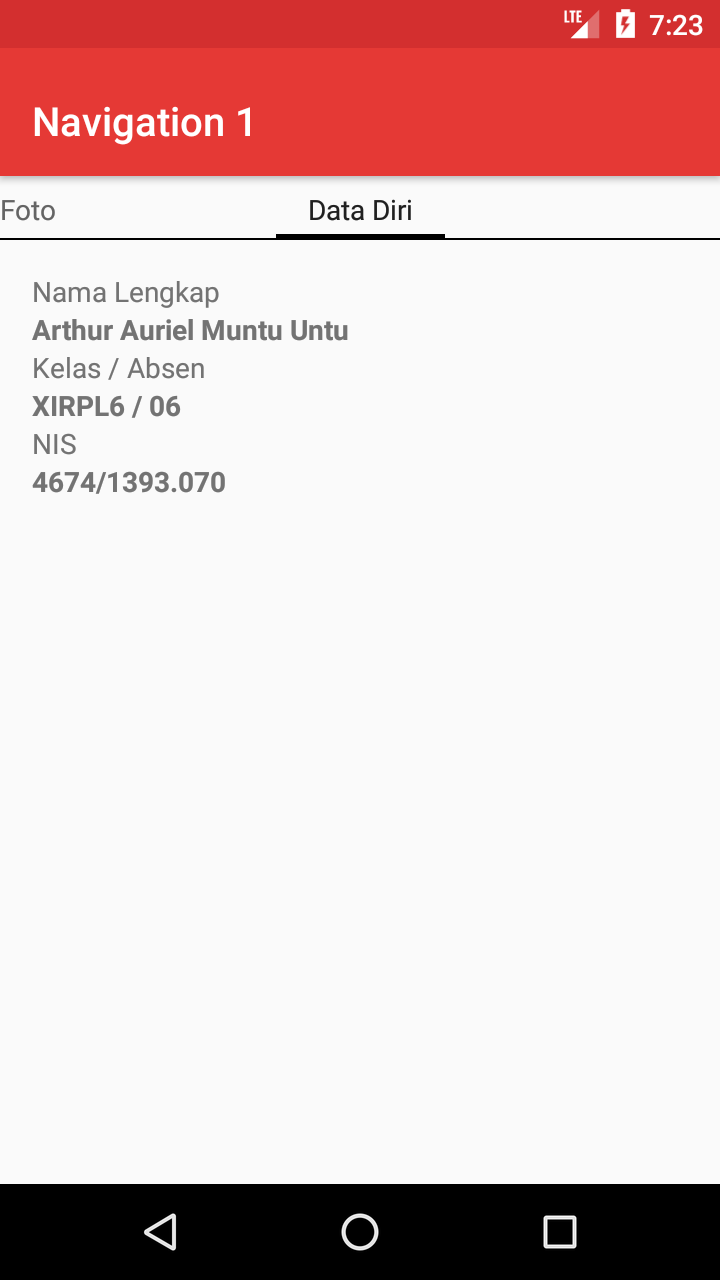 LTE 7:23
Navigation 1
Foto Data Diri
Nama Lengkap
Arthur Auriel Muntu Untu
Kelas / Absen
XIRPL6 / 06
NIS
4674/1393.070